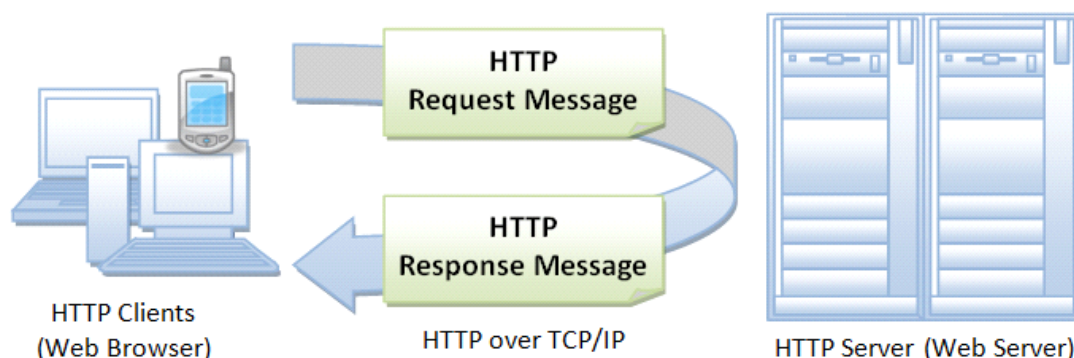 HTTP
Request Message
HTTP
Response Message
HTTP Clients
(Web Browser)
HTTP over TCP/IP
HTTP Server (Web Server)